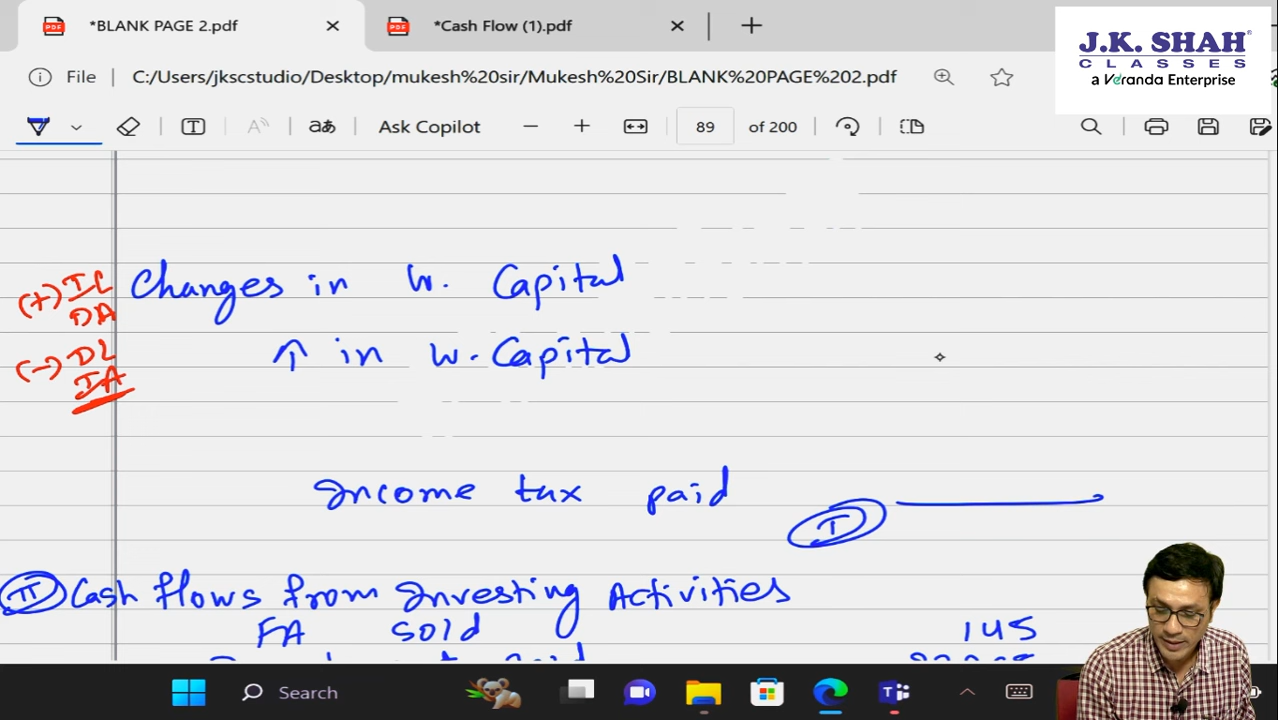 *BLANK PAGE 2.pdf
*Cash Flow (1).pdf
J.K. SHAH
CLASSES
a Veranda Enterprise
File C:/Users/jkscstudio/Desktop/mukesh%20sir/Mukesh%20Sir/BLANK%20PAGE%202.pdf
Ask Copilot 89 of 200
(+) IL Changes in W. Capital
DA
(-) DL ↑ in W. Capital
IA
Income tax paid
I
II Cash flows from Investing Activities
FA sold 145
Search